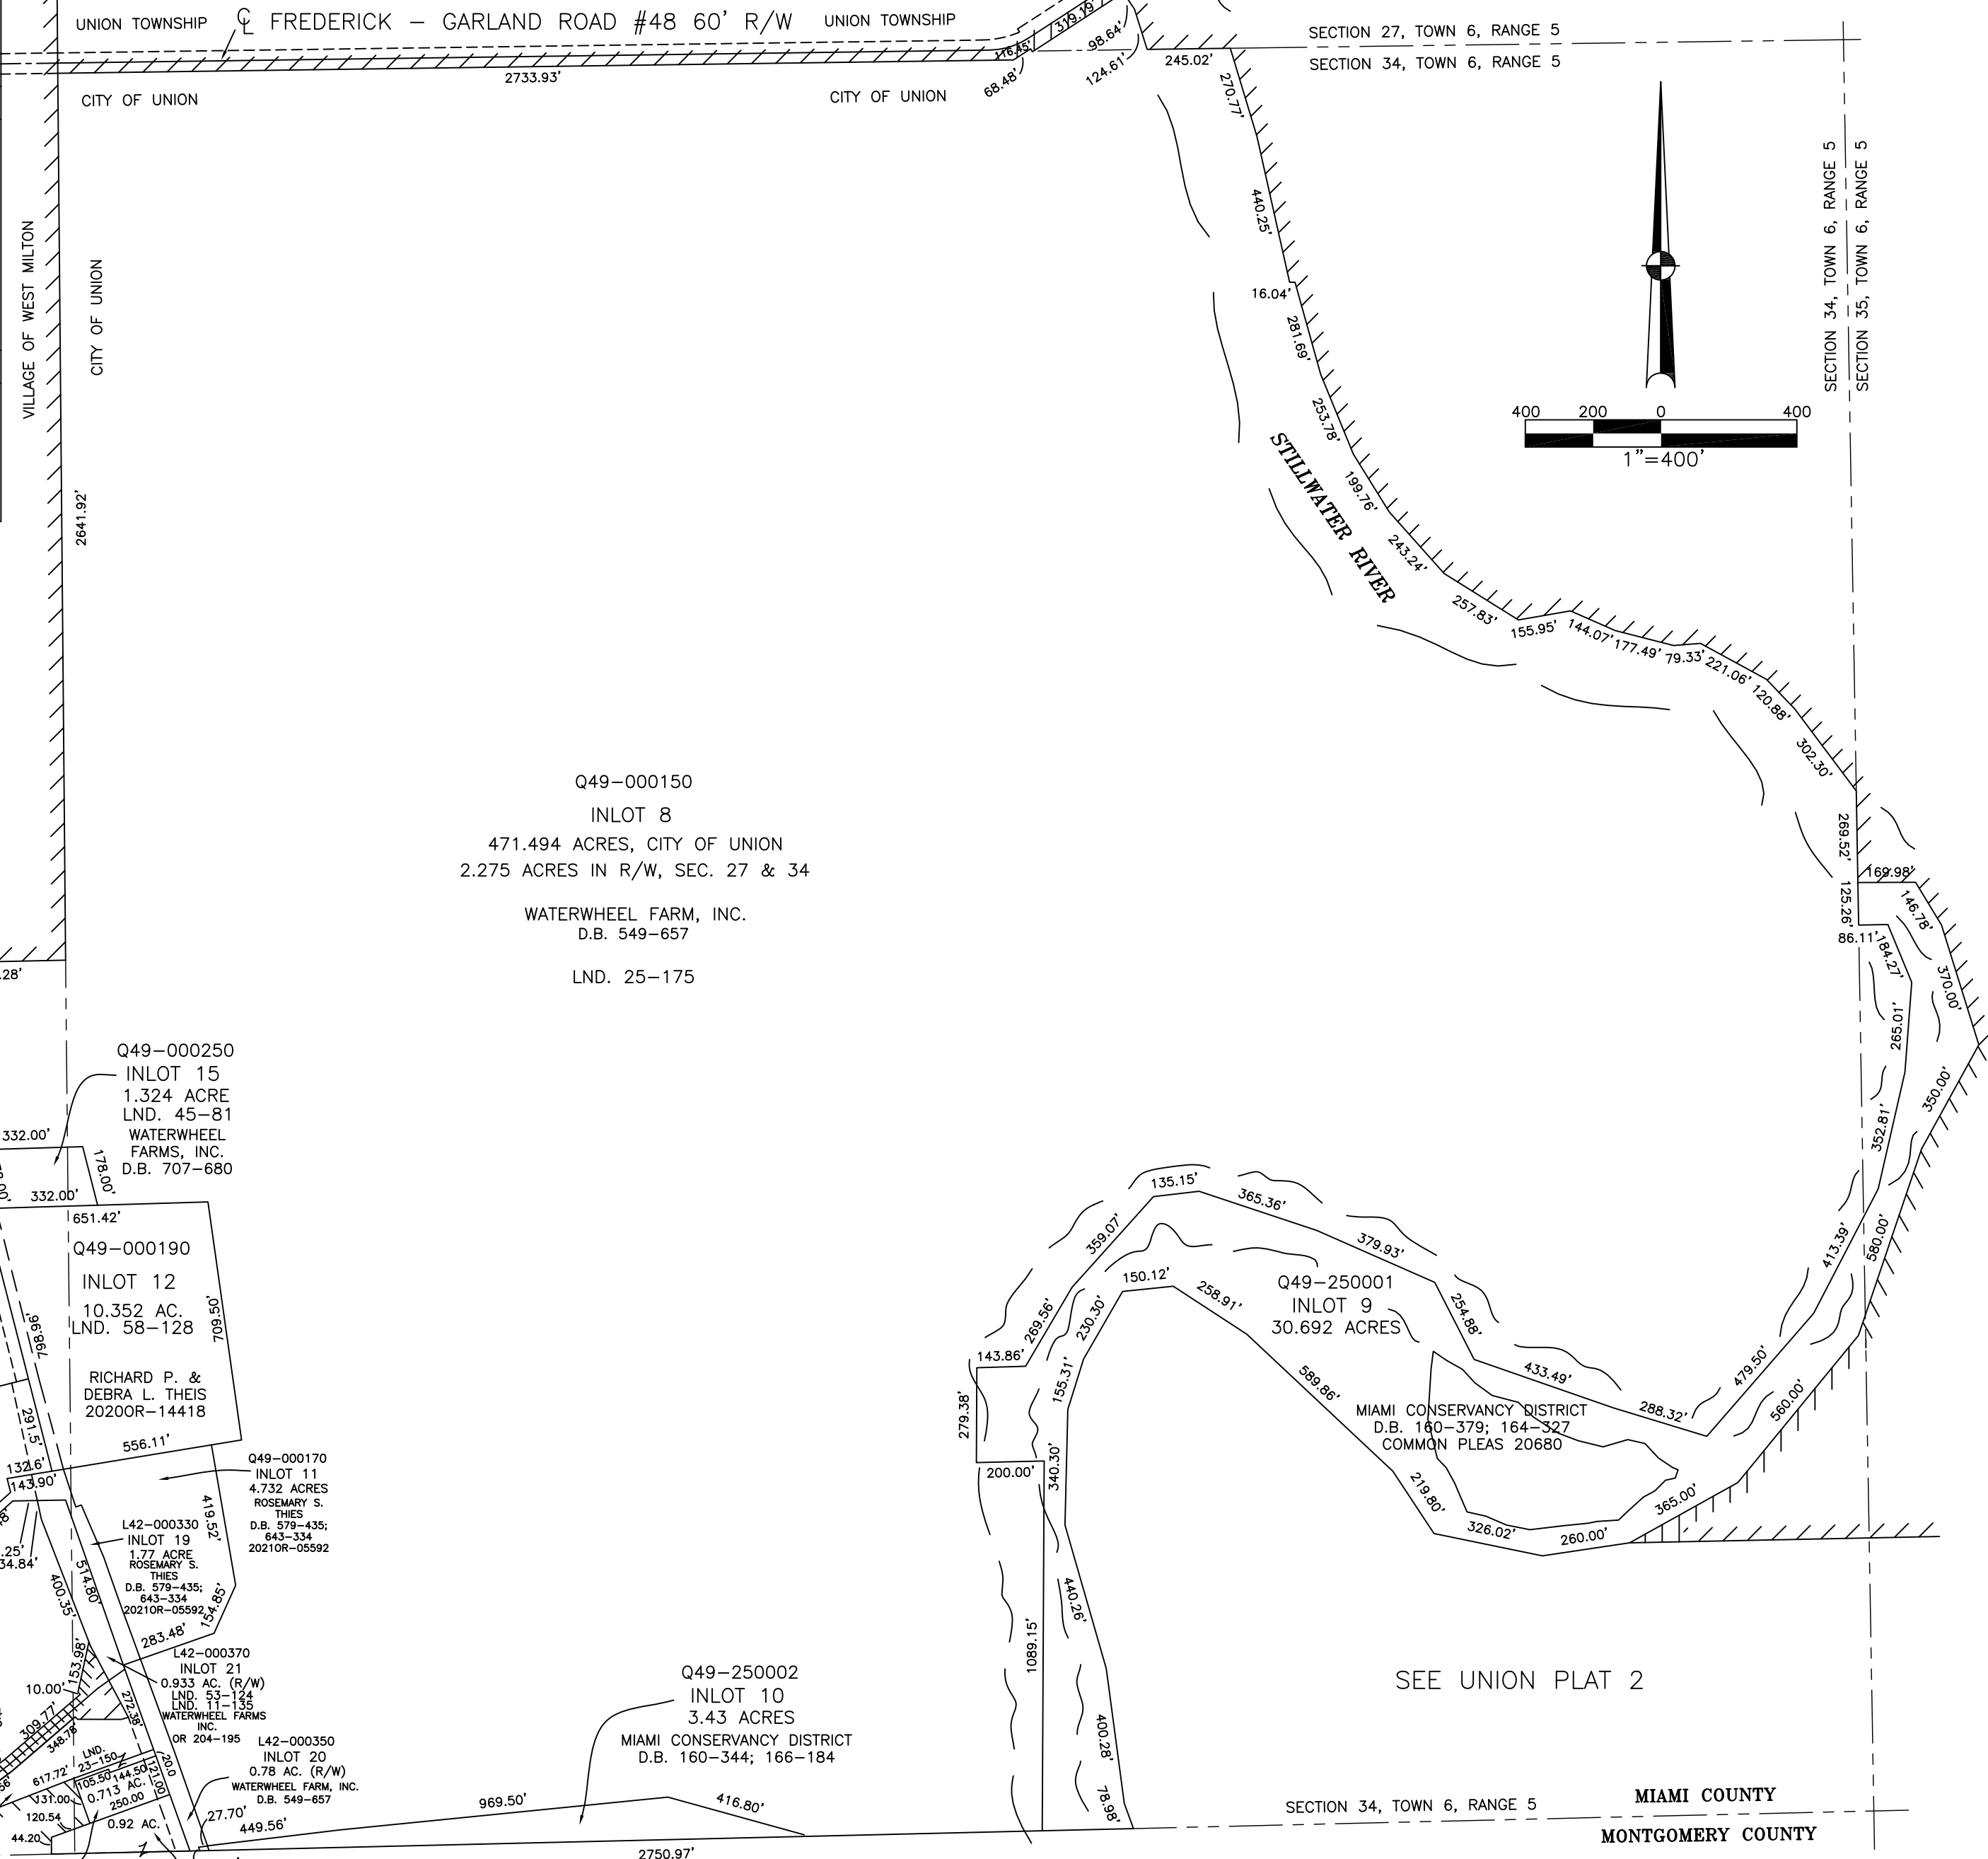 UNION TOWNSHIP
℄ FREDERICK – GARLAND ROAD #48 60' R/W
UNION TOWNSHIP
319.19'
98.64'
116.45'
68.48'
124.61'
245.02'
2733.93'
CITY OF UNION
CITY OF UNION
SECTION 27, TOWN 6, RANGE 5
SECTION 34, TOWN 6, RANGE 5
270.77'
440.25'
16.04'
281.69'
253.78'
199.76'
243.24'
257.83'
155.95'
144.07'
177.49'
79.33'
221.06'
120.88'
302.30'
269.52'
STILLWATER RIVER
SECTION 34, TOWN 6, RANGE 5
SECTION 35, TOWN 6, RANGE 5
400 200 0 400
1"=400'
VILLAGE OF WEST MILTON
CITY OF UNION
2641.92'
Q49-000150
INLOT 8
471.494 ACRES, CITY OF UNION
2.275 ACRES IN R/W, SEC. 27 & 34
WATERWHEEL FARM, INC.
D.B. 549-657
LND. 25-175
169.98'
125.26'
146.78'
86.11'
184.27'
370.00'
265.01'
350.00'
352.81'
580.00'
413.39'
479.50'
560.00'
.28'
Q49-000250
INLOT 15
1.324 ACRE
LND. 45-81
WATERWHEEL
FARMS, INC.
D.B. 707-680
332.00'
178.00'
332.00'
651.42'
Q49-000190
INLOT 12
10.352 AC.
LND. 58-128
RICHARD P. &
DEBRA L. THEIS
2020OR-14418
709.50'
798.96'
291.5'
556.11'
132.6'
143.90'
Q49-000170
INLOT 11
4.732 ACRES
ROSEMARY S.
THIES
D.B. 579-435;
643-334
2021OR-05592
419.52'
L42-000330
INLOT 19
1.77 ACRE
ROSEMARY S.
THIES
D.B. 579-435;
643-334
2021OR-05592
154.85'
.25'
34.84'
514.80'
400.35'
283.48'
153.98'
10.00'
L42-000370
INLOT 21
0.933 AC. (R/W)
LND. 53-124
LND. 11-135
WATERWHEEL FARMS
INC.
OR 204-195
272.38'
309.77'
348.78'
L42-000350
INLOT 20
0.78 AC. (R/W)
WATERWHEEL FARM, INC.
D.B. 549-657
617.72'
LND.
23-150
105.50
144.50
0.713 AC.
121.00
20.0
131.00
250.00
120.54
0.92 AC.
44.20
27.70'
449.56'
969.50'
416.80'
2750.97'
Q49-250002
INLOT 10
3.43 ACRES
MIAMI CONSERVANCY DISTRICT
D.B. 160-344; 166-184
135.15'
365.36'
359.07'
379.93'
150.12'
258.91'
230.30'
269.56'
143.86'
155.31'
279.38'
200.00'
340.30'
Q49-250001
INLOT 9
30.692 ACRES
254.88'
433.49'
288.32'
589.86'
MIAMI CONSERVANCY DISTRICT
D.B. 160-379; 164-327
COMMON PLEAS 20680
219.80'
326.02'
260.00'
365.00'
440.26'
1089.15'
400.28'
78.98'
SEE UNION PLAT 2
SECTION 34, TOWN 6, RANGE 5
MIAMI COUNTY
MONTGOMERY COUNTY